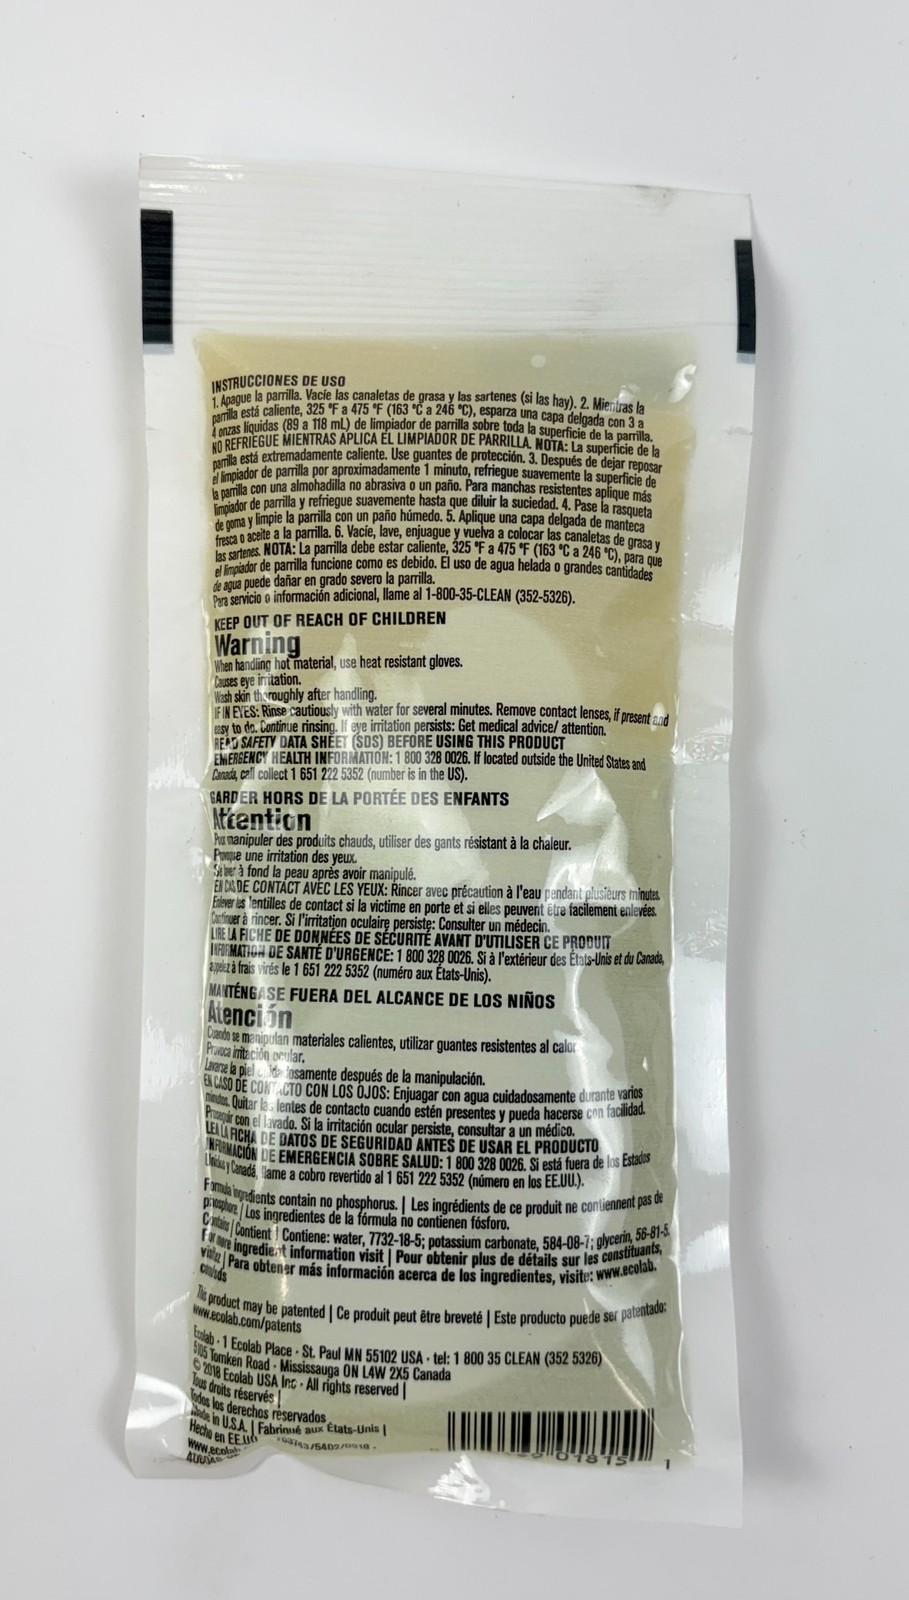 INSTRUCCIONES DE USO
1. Apague la parrilla. Vacíe las canaletas de grasa y las sartenes (si las hay). 2. Mientras la
parrilla está caliente, 325 °F a 475 °F (163 °C a 246 °C), esparza una capa delgada con 3 a
4 onzas líquidas (89 a 118 mL) de limpiador de parrilla sobre toda la superficie de la parrilla.
NO REFRIEGUE MIENTRAS APLICA EL LIMPIADOR DE PARRILLA. NOTA: La superficie de la
parrilla está extremadamente caliente. Use guantes de protección. 3. Después de dejar reposar
el limpiador de parrilla por aproximadamente 1 minuto, refriegue suavemente la superficie de
la parrilla con una almohadilla no abrasiva o un paño. Para manchas resistentes aplique más
limpiador de parrilla y refriegue suavemente hasta que diluir la suciedad. 4. Pase la rasqueta
de goma y limpie la parrilla con un paño húmedo. 5. Aplique una capa delgada de manteca
fresca o aceite a la parrilla. 6. Vacíe, lave, enjuague y vuelva a colocar las canaletas de grasa y
las sartenes. NOTA: La parrilla debe estar caliente, 325 °F a 475 °F (163 °C a 246 °C), para que
el limpiador de parrilla funcione como es debido. El uso de agua helada o grandes cantidades
de agua puede dañar en grado severo la parrilla.
Para servicio o información adicional, llame al 1-800-35-CLEAN (352-5326).
KEEP OUT OF REACH OF CHILDREN
Warning
When handling hot material, use heat resistant gloves.
Causes eye irritation.
Wash skin thoroughly after handling.
IF IN EYES: Rinse cautiously with water for several minutes. Remove contact lenses, if present and
easy to do. Continue rinsing. If eye irritation persists: Get medical advice/ attention.
READ SAFETY DATA SHEET (SDS) BEFORE USING THIS PRODUCT
EMERGENCY HEALTH INFORMATION: 1 800 328 0026. If located outside the United States and
Canada, call collect 1 651 222 5352 (number is in the US).
GARDER HORS DE LA PORTÉE DES ENFANTS
Attention
Pour manipuler des produits chauds, utiliser des gants résistant à la chaleur.
Provoque une irritation des yeux.
Se laver à fond la peau après avoir manipulé.
EN CAS DE CONTACT AVEC LES YEUX: Rincer avec précaution à l'eau pendant plusieurs minutes.
Enlever les lentilles de contact si la victime en porte et si elles peuvent être facilement enlevées.
Continuer à rincer. Si l'irritation oculaire persiste: Consulter un médecin.
LIRE LA FICHE DE DONNÉES DE SÉCURITÉ AVANT D'UTILISER CE PRODUIT
INFORMATION DE SANTÉ D'URGENCE: 1 800 328 0026. Si à l'extérieur des États-Unis et du Canada,
appelez à frais virés le 1 651 222 5352 (numéro aux États-Unis).
MANTÉNGASE FUERA DEL ALCANCE DE LOS NIÑOS
Atención
Cuando se manipulan materiales calientes, utilizar guantes resistentes al calor
Provoca irritación ocular.
Lavarse la piel cuidadosamente después de la manipulación.
EN CASO DE CONTACTO CON LOS OJOS: Enjuagar con agua cuidadosamente durante varios
minutos. Quitar las lentes de contacto cuando estén presentes y pueda hacerse con facilidad.
Proseguir con el lavado. Si la irritación ocular persiste, consultar a un médico.
LEA LA FICHA DE DATOS DE SEGURIDAD ANTES DE USAR EL PRODUCTO
INFORMACIÓN DE EMERGENCIA SOBRE SALUD: 1 800 328 0026. Si está fuera de los Estados
Unidos y Canadá, llame a cobro revertido al 1 651 222 5352 (número en los EE.UU.).
Formula ingredients contain no phosphorus. | Les ingrédients de ce produit ne contiennent pas de
phosphore | Los ingredientes de la fórmula no contienen fósforo.
Contains | Contient | Contiene: water, 7732-18-5; potassium carbonate, 584-08-7; glycerin, 56-81-5.
For more ingredient information visit | Pour obtenir plus de détails sur les constituants,
visitez | Para obtener más información acerca de los ingredientes, visite: www.ecolab.
com/sds
This product may be patented | Ce produit peut être breveté | Este producto puede ser patentado:
www.ecolab.com/patents
Ecolab · 1 Ecolab Place · St. Paul MN 55102 USA · tel: 1 800 35 CLEAN (352 5326)
5105 Tomken Road · Mississauga ON L4W 2X5 Canada
© 2018 Ecolab USA Inc · All rights reserved |
Tous droits réservés |
Todos los derechos reservados
Made in U.S.A. | Fabriqué aux États-Unis |
Hecho en EE.UU
www.ecolab
01815 1